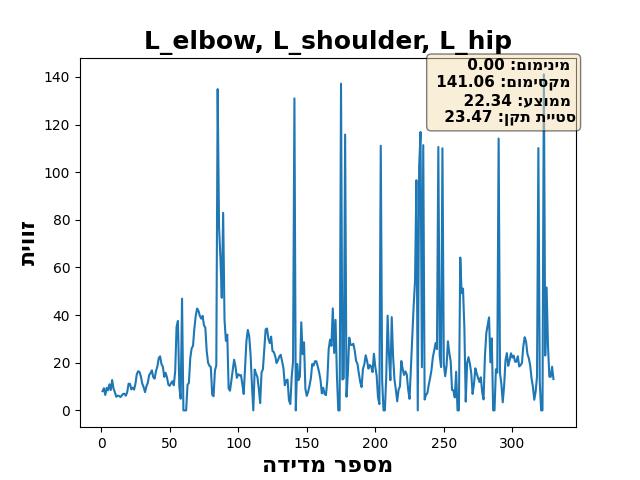 L_elbow, L_shoulder, L_hip
מינימום: 0.00
מקסימום: 141.06
ממוצע: 22.34
סטיית תקן: 23.47
זווית
140
120
100
80
60
40
20
0
0 50 100 150 200 250 300
מספר מדידה